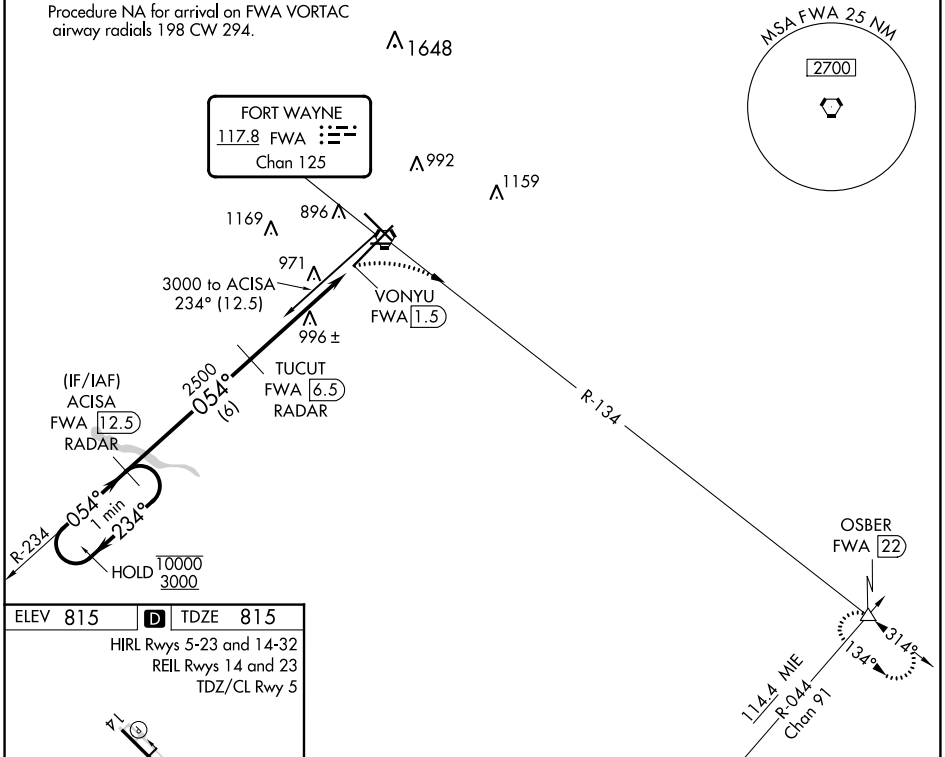 Procedure NA for arrival on FWA VORTAC
airway radials 198 CW 294.
1648
MSA FWA 25 NM
2700
FORT WAYNE
117.8 FWA
Chan 125
992
1159
1169
896
971
3000 to ACISA
234° (12.5)
VONYU
FWA 1.5
996 ±
TUCUT
FWA 6.5
RADAR
2500
054°
(6)
(IF/IAF)
ACISA
FWA 12.5
RADAR
R-134
054°
1 min
234°
R-234
HOLD 10000
3000
OSBER
FWA 22
314°
134°
114.4 MIE
R-044
Chan 91
ELEV 815 D TDZE 815
HIRL Rwys 5-23 and 14-32
REIL Rwys 14 and 23
TDZ/CL Rwy 5
14
P